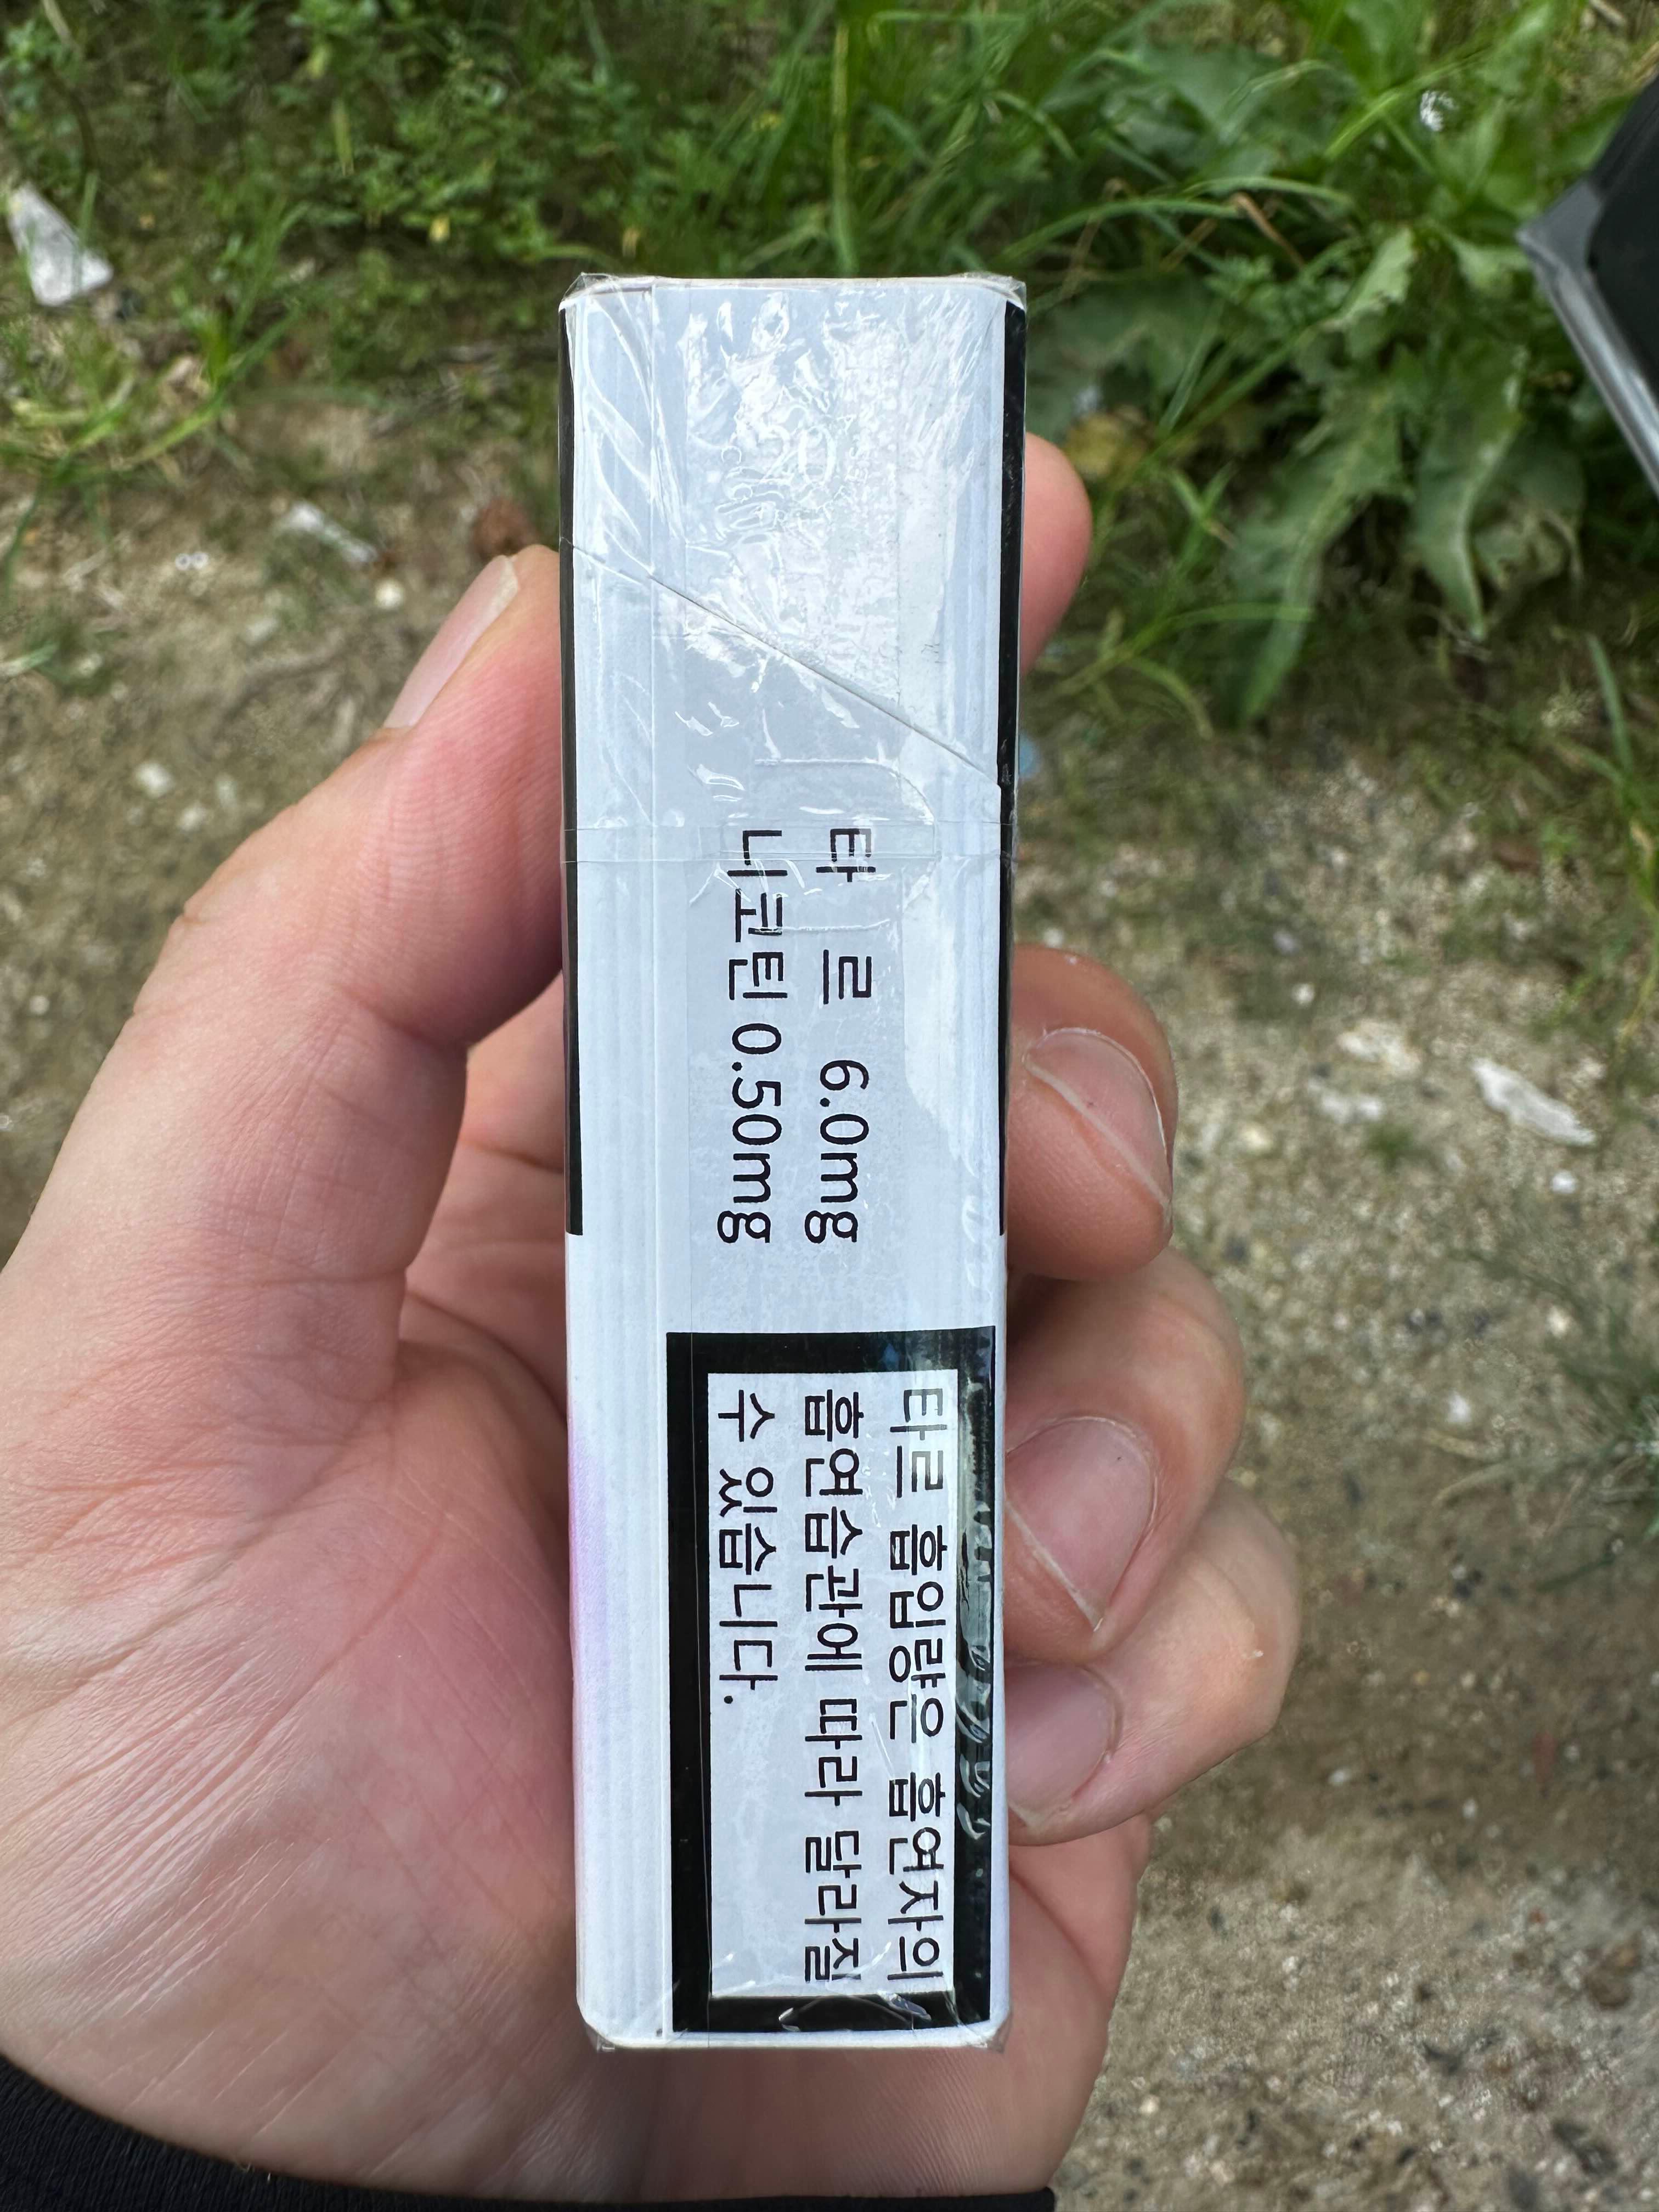 타 르 6.0mg
니코틴 0.50mg
타르 흡입량은 흡연자의
흡연습관에 따라 달라질
수 있습니다.